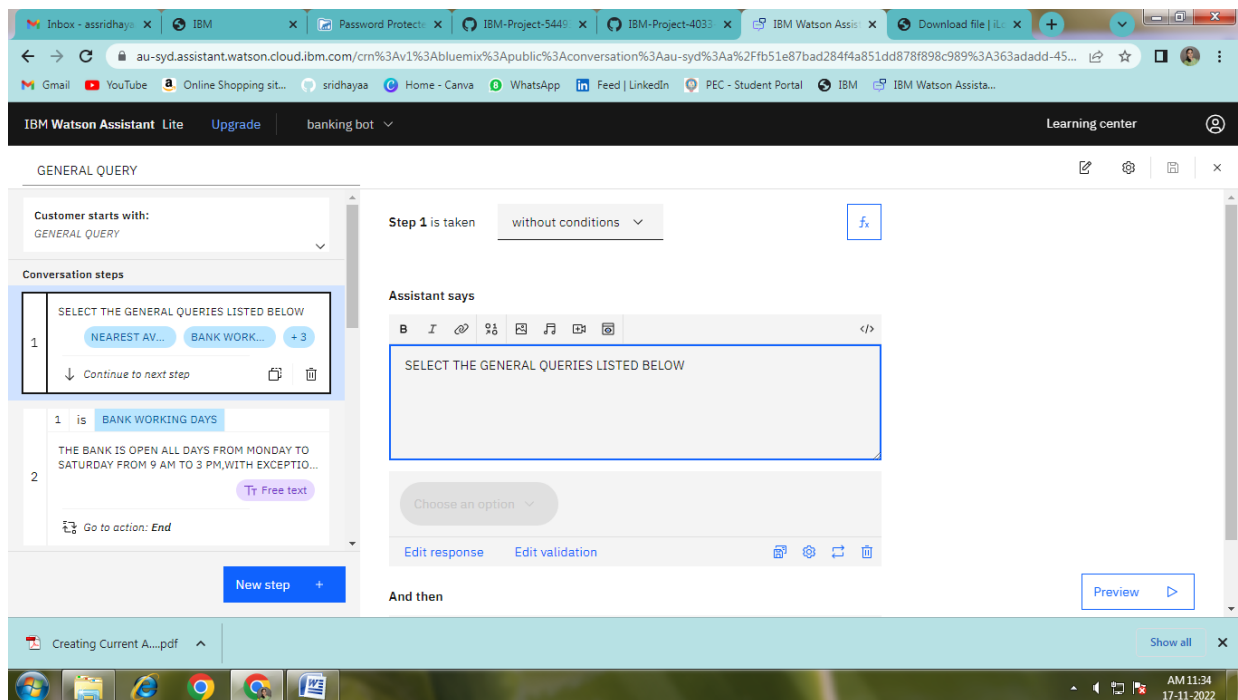 Inbox - assridhaya
IBM
Password Protecte
IBM-Project-5449
IBM-Project-4033
IBM Watson Assis
Download file | iLo
au-syd.assistant.watson.cloud.ibm.com/crn%3Av1%3Abluemix%3Apublic%3Aconversation%3Aau-syd%3Aa%2Ffb51e87bad284f4a851dd878f898c989%3A363adadd-45...
Gmail
YouTube
Online Shopping sit...
sridhayaa
Home - Canva
WhatsApp
Feed | LinkedIn
PEC - Student Portal
IBM
IBM Watson Assista...
IBM Watson Assistant Lite
Upgrade
banking bot
Learning center
GENERAL QUERY
Customer starts with:
GENERAL QUERY
Conversation steps
1
SELECT THE GENERAL QUERIES LISTED BELOW
NEAREST AV...
BANK WORK...
+ 3
Continue to next step
1 is BANK WORKING DAYS
2
THE BANK IS OPEN ALL DAYS FROM MONDAY TO
SATURDAY FROM 9 AM TO 3 PM,WITH EXCEPTIO...
Free text
Go to action: End
New step +
Step 1 is taken
without conditions
fx
Assistant says
B I
</>
SELECT THE GENERAL QUERIES LISTED BELOW
Choose an option
Edit response
Edit validation
And then
Preview
Creating Current A....pdf
Show all
AM 11:34
17-11-2022